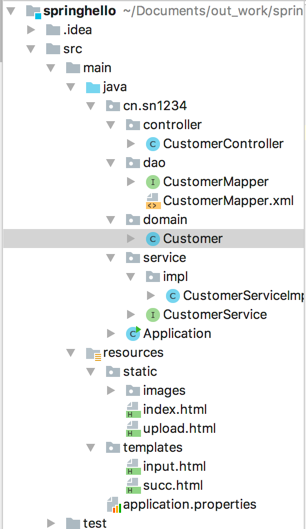 springhello ~/Documents/out_work/sprin
.idea
src
main
java
cn.sn1234
controller
CustomerController
dao
CustomerMapper
CustomerMapper.xml
domain
Customer
service
impl
CustomerServiceImp
CustomerService
Application
resources
static
images
index.html
upload.html
templates
input.html
succ.html
application.properties
test